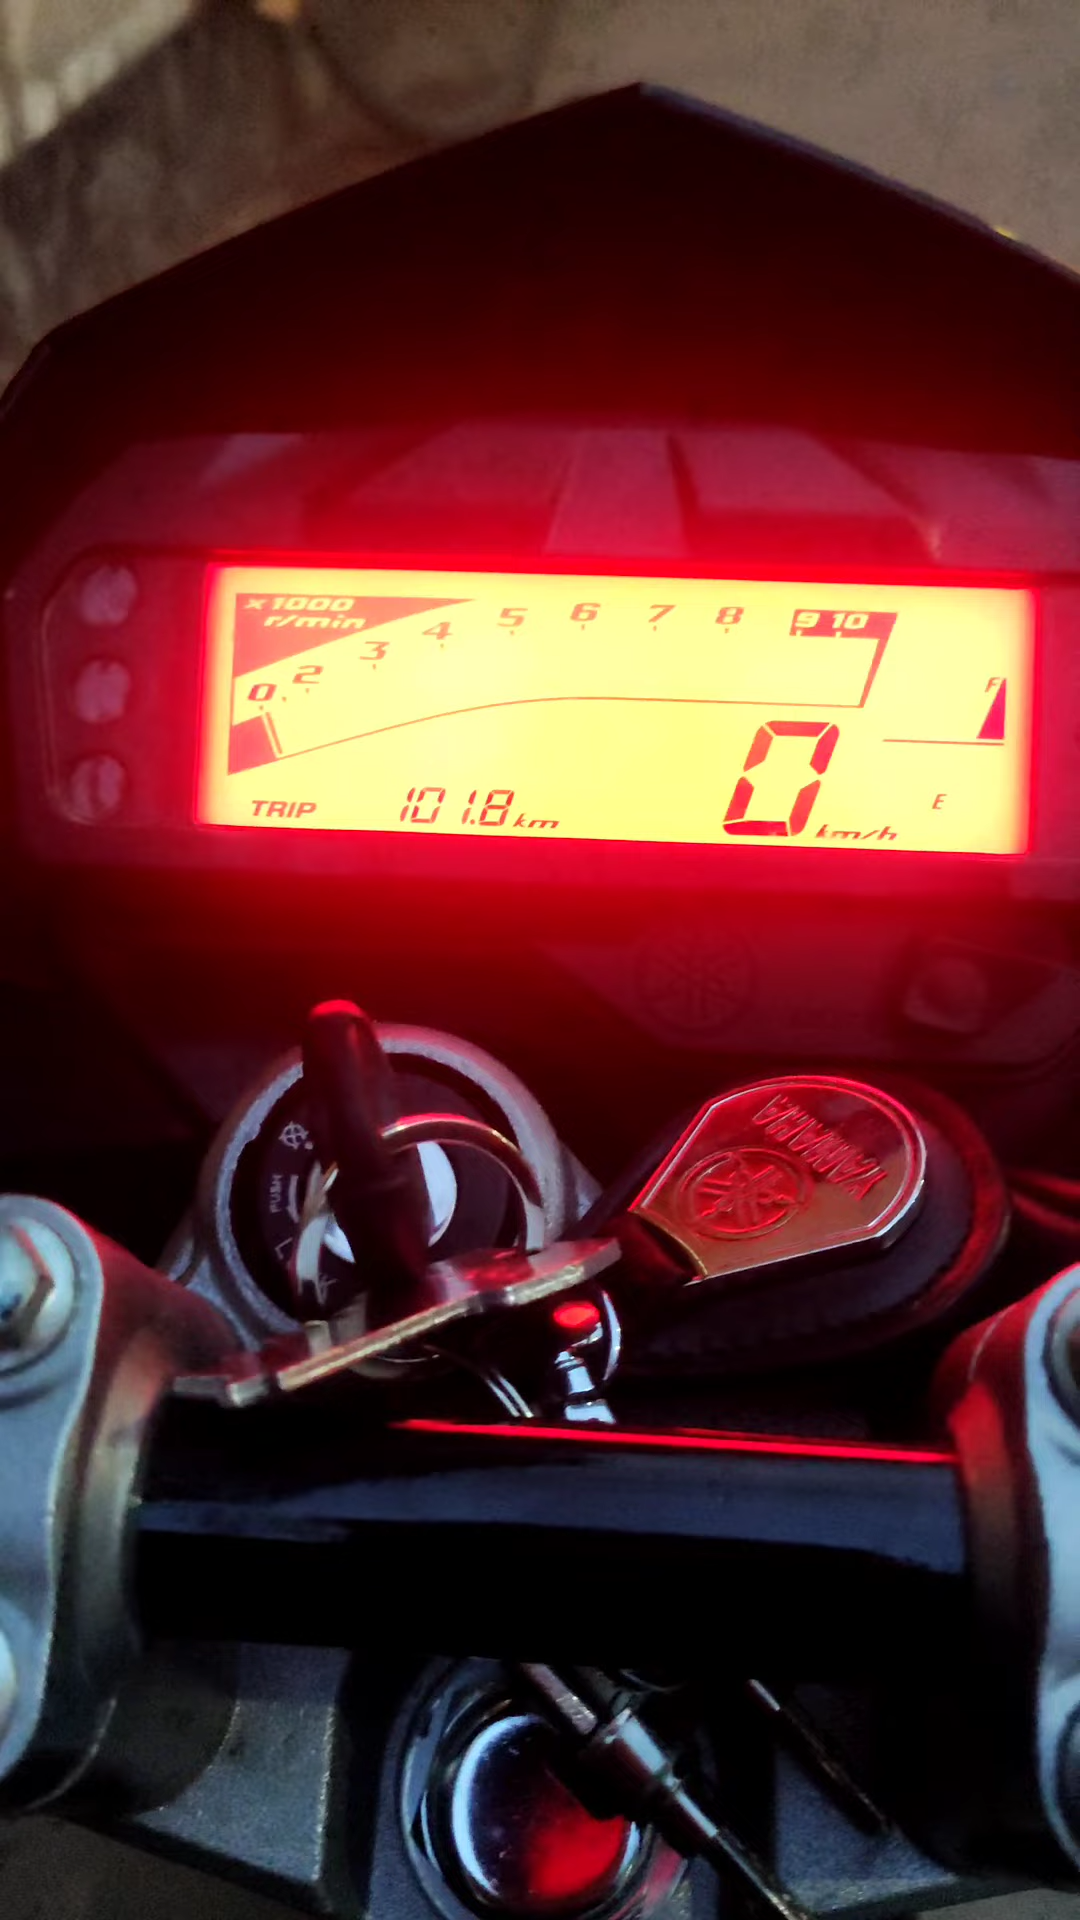 x 1000
r/min
0 2 3 4 5 6 7 8 9 10
F
0 km/h
E
TRIP 101.8 km
PUSH
YAMAHA